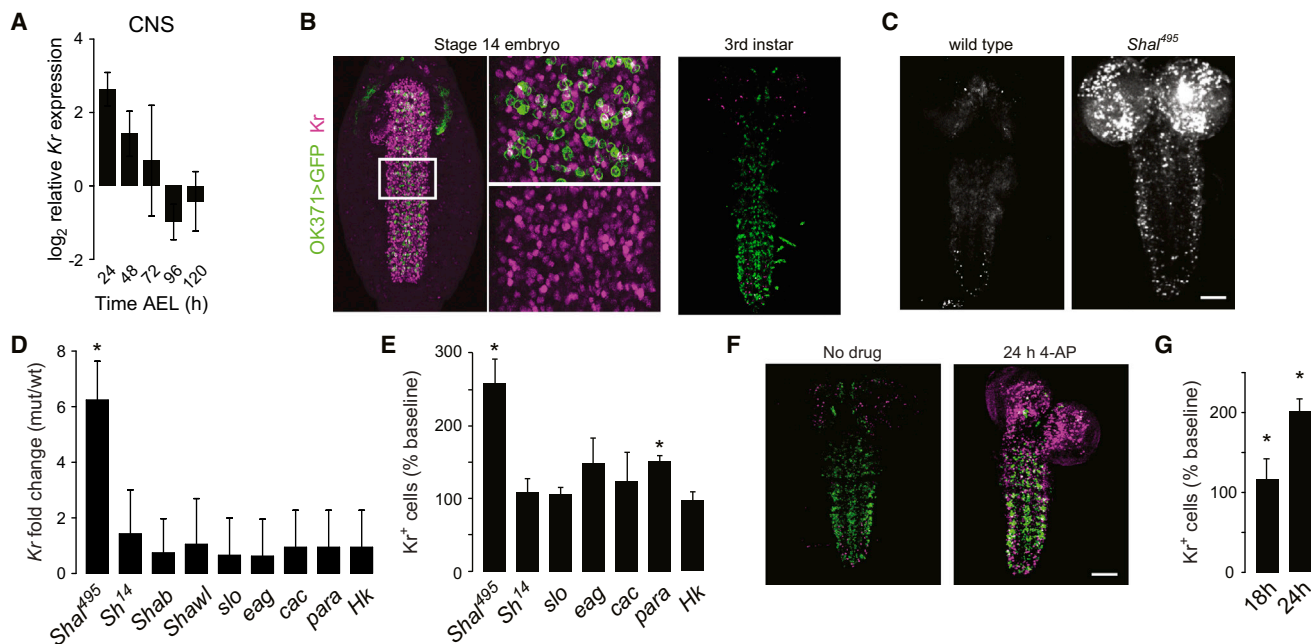 A
CNS
log₂ relative Kr expression
4
2
0
-2
24
48
72
96
120
Time AEL (h)
B
Stage 14 embryo
3rd instar
OK371>GFP Kr
C
wild type
Shal⁴⁹⁵
D
Kr fold change (mut/wt)
8
6
4
2
0
*
Shal⁴⁹⁵
Sh¹⁴
Shab
Shawl
slo
eag
cac
para
Hk
E
Kr⁺ cells (% baseline)
300
200
100
0
*
*
Shal⁴⁹⁵
Sh¹⁴
slo
eag
cac
para
Hk
F
No drug
24 h 4-AP
G
Kr⁺ cells (% baseline)
200
100
0
*
*
18h
24h